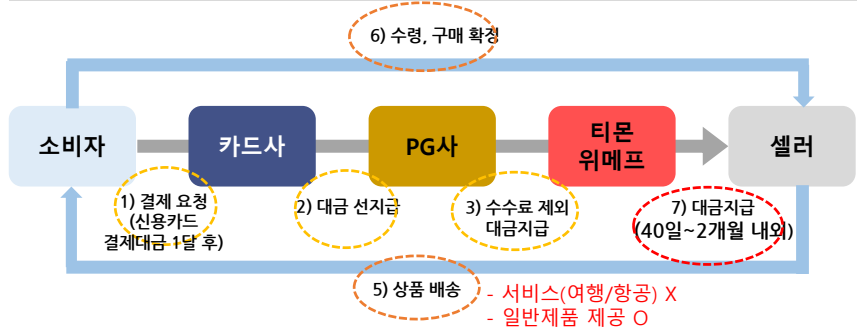 6) 수령, 구매 확정
소비자
카드사
PG사
티몬
위메프
셀러
1) 결제 요청
(신용카드
결제대금 1달 후)
2) 대금 선지급
3) 수수료 제외
대금지급
7) 대금지급
(40일~2개월 내외)
5) 상품 배송
- 서비스(여행/항공) X
- 일반제품 제공 O